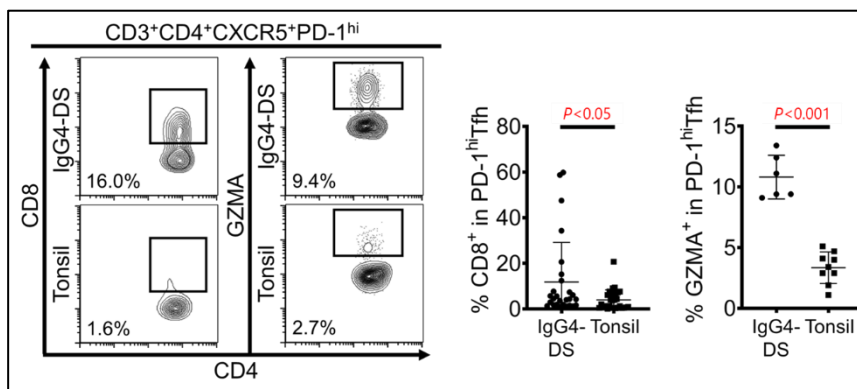 CD3⁺CD4⁺CXCR5⁺PD-1ʰⁱ
CD8
GZMA
IgG4-DS
16.0%
IgG4-DS
9.4%
Tonsil
1.6%
Tonsil
2.7%
CD4
% CD8⁺ in PD-1ʰⁱTfh
P<0.05
80
60
40
20
0
IgG4- Tonsil
DS
% GZMA⁺ in PD-1ʰⁱTfh
P<0.001
15
10
5
0
IgG4- Tonsil
DS